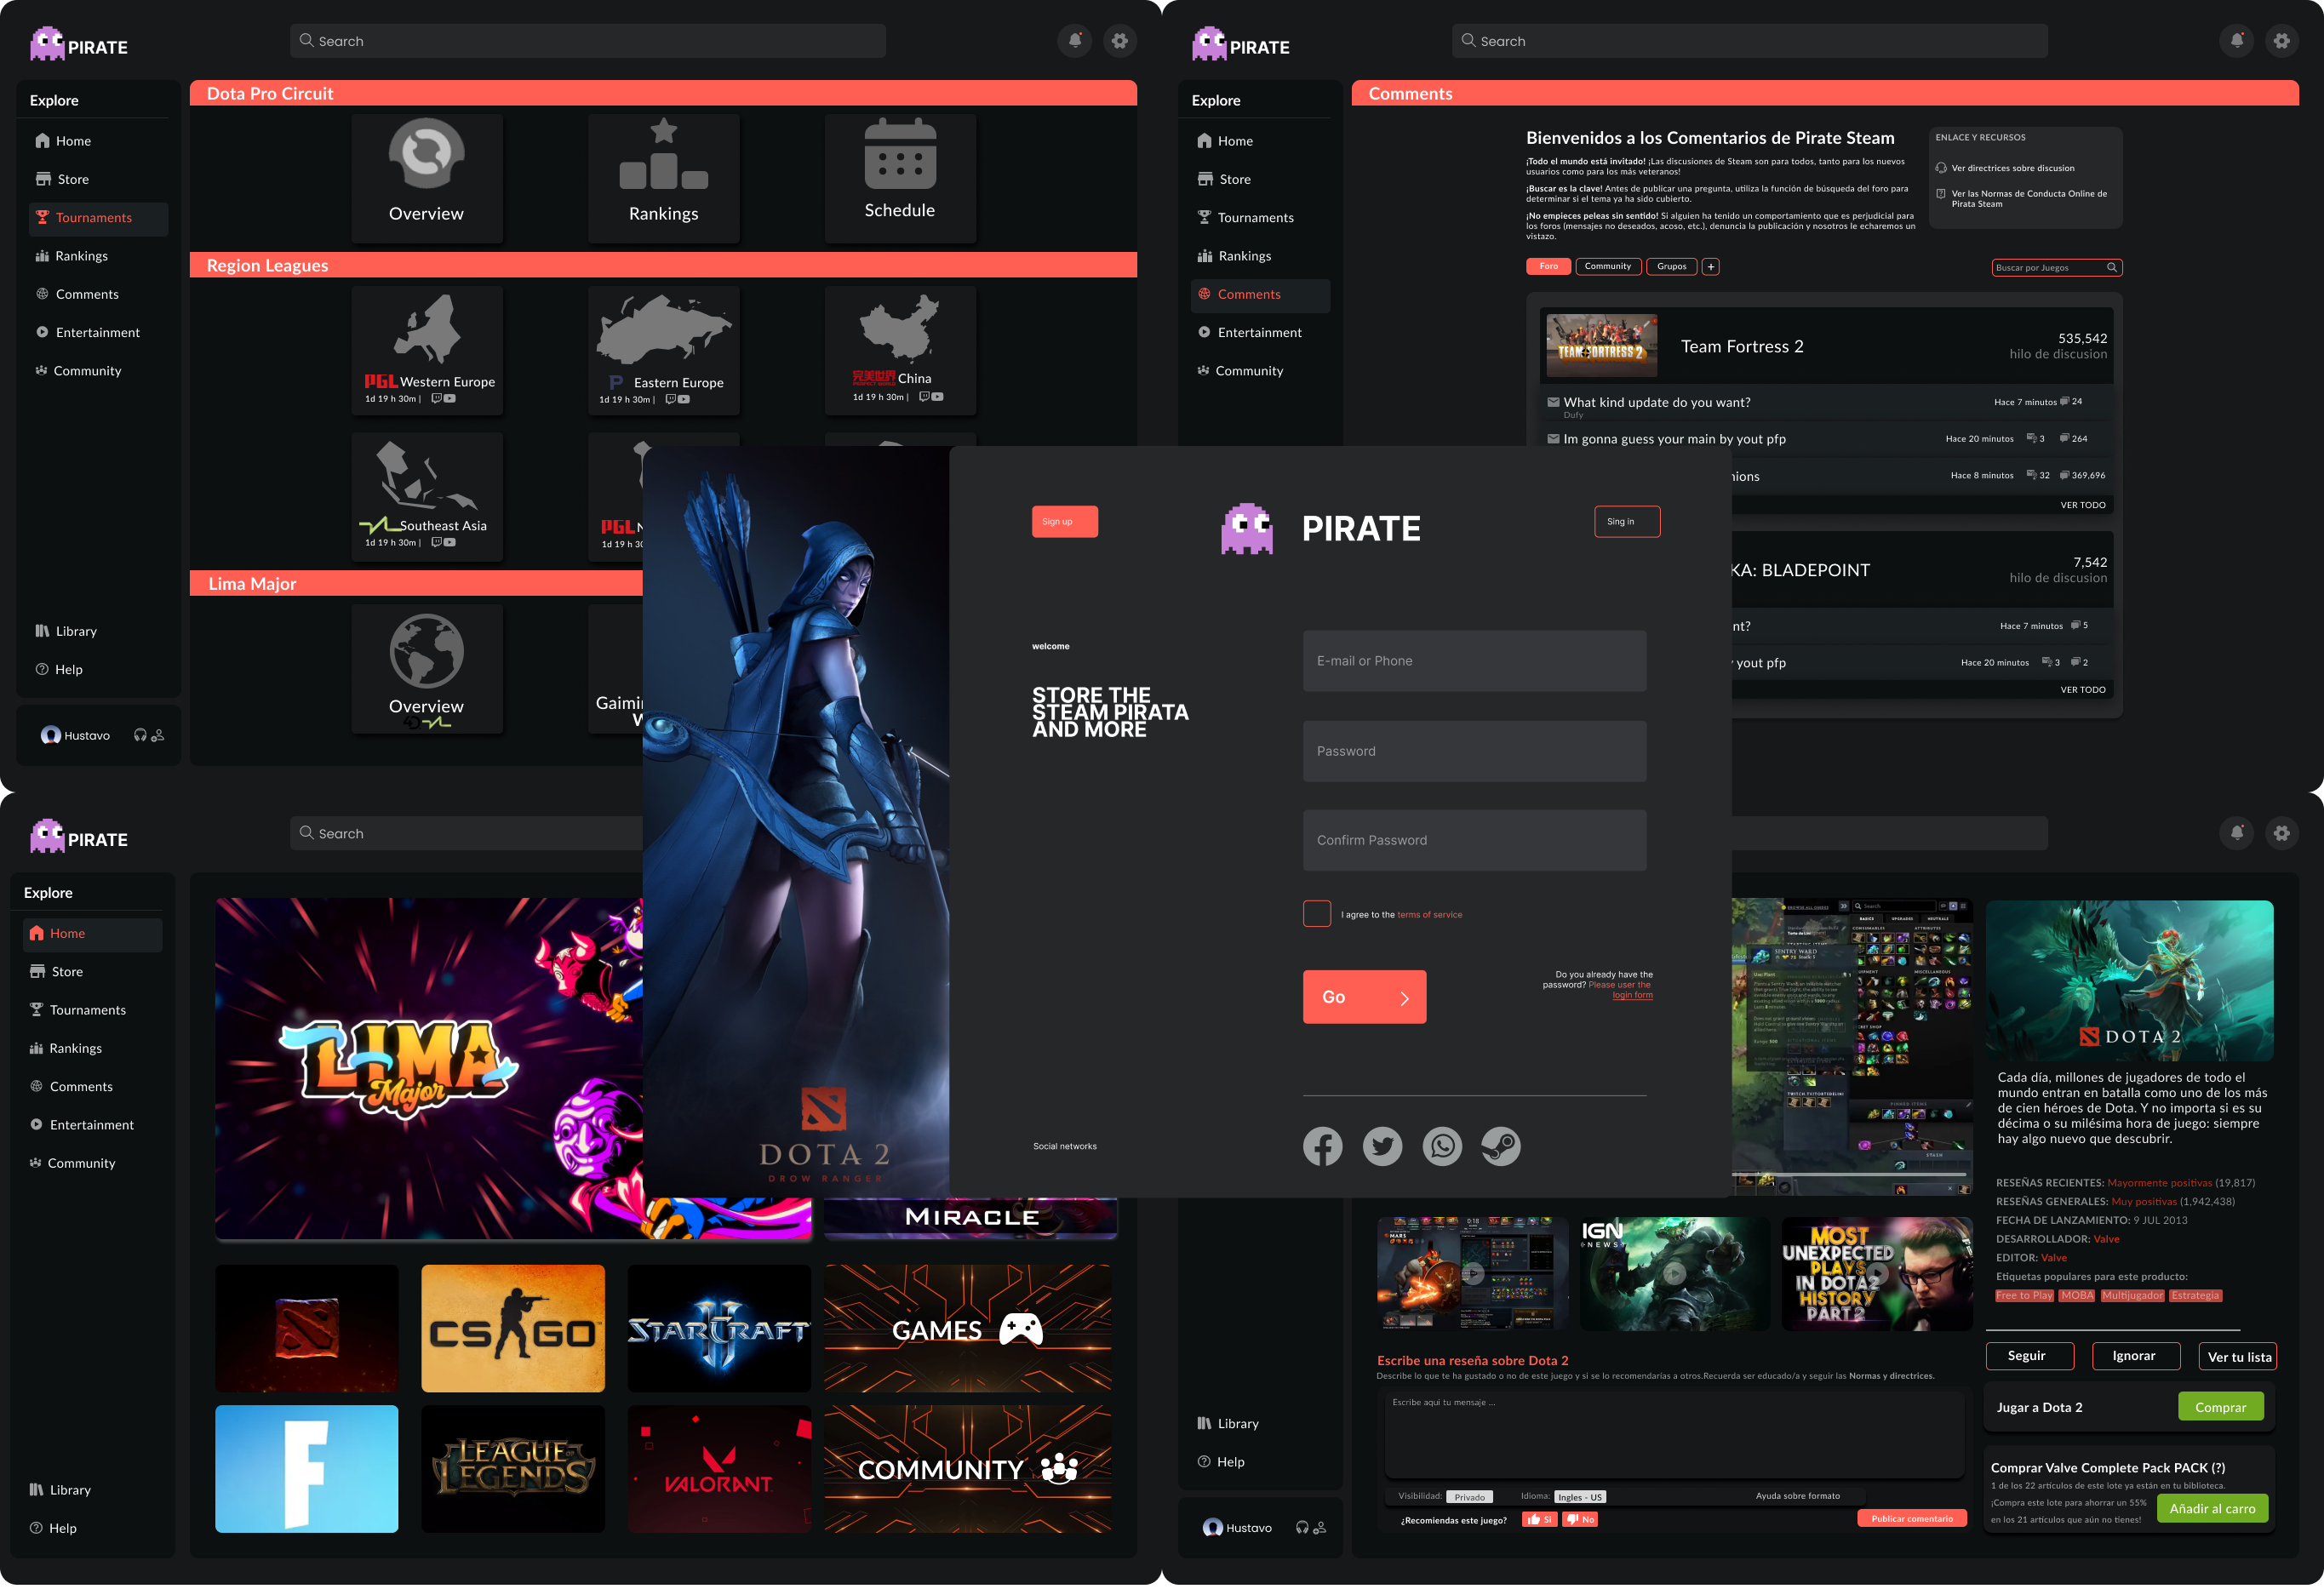 PIRATE
Search
Explore
Home
Store
Tournaments
Rankings
Comments
Entertainment
Community
Library
Help
Hustavo
Dota Pro Circuit
Overview
Rankings
Schedule
Region Leagues
PGL Western Europe
1d 19 h 30m |
Eastern Europe
1d 19 h 30m |
完美世界
PERFECT WORLD
China
1d 19 h 30m |
Southeast Asia
1d 19 h 30m |
PGL N
1d 19 h 30
Lima Major
Overview
Gaimi
W
PIRATE
Search
Explore
Home
Store
Tournaments
Rankings
Comments
Entertainment
Community
Comments
Bienvenidos a los Comentarios de Pirate Steam
¡Todo el mundo está invitado! ¡Las discusiones de Steam son para todos, tanto para los nuevos
usuarios como para los más veteranos!
¡Buscar es la clave! Antes de publicar una pregunta, utiliza la función de búsqueda del foro para
determinar si el tema ya ha sido cubierto.
¡No empieces peleas sin sentido! Si alguien ha tenido un comportamiento que es perjudicial para
los foros (mensajes no deseados, acoso, etc.), denuncia la publicación y nosotros le echaremos un
vistazo.
ENLACE Y RECURSOS
Ver directrices sobre discusion
Ver las Normas de Conducta Online de
Pirata Steam
Foro
Community
Grupos
+
Buscar por Juegos
TEAM FORTRESS 2
Team Fortress 2
535,542
hilo de discusion
What kind update do you want?
Dufy
Hace 7 minutos 24
Im gonna guess your main by yout pfp
Hace 20 minutos 3 264
nions
Hace 8 minutos 32 369,696
VER TODO
KA: BLADEPOINT
7,542
hilo de discusion
nt?
Hace 7 minutos 5
yout pfp
Hace 20 minutos 3 2
VER TODO
Sign up
PIRATE
Sing in
welcome
STORE THE
STEAM PIRATA
AND MORE
E-mail or Phone
Password
Confirm Password
I agree to the terms of service
Go
Do you already have the
password? Please user the
login form
Social networks
DOTA 2
DROW RANGER
PIRATE
Search
Explore
Home
Store
Tournaments
Rankings
Comments
Entertainment
Community
Library
Help
LIMA
Major
MIRACLE
CS GO
STARCRAFT
II
GAMES
F
LEAGUE OF
LEGENDS
VALORANT
COMMUNITY
Library
Help
Hustavo
Search
SENTRY WARD
DOTA 2
Cada día, millones de jugadores de todo el
mundo entran en batalla como uno de los más
de cien héroes de Dota. Y no importa si es su
décima o su milésima hora de juego: siempre
hay algo nuevo que descubrir.
RESEÑAS RECIENTES: Mayormente positivas (19,817)
RESEÑAS GENERALES: Muy positivas (1,942,438)
FECHA DE LANZAMIENTO: 9 JUL 2013
DESARROLLADOR: Valve
EDITOR: Valve
Etiquetas populares para este producto:
Free to Play MOBA Multijugador Estrategia
Seguir
Ignorar
Ver tu lista
Jugar a Dota 2
Comprar
Comprar Valve Complete Pack PACK (?)
1 de los 22 artículos de este lote ya están en tu biblioteca.
¡Compra este lote para ahorrar un 55%
en los 21 artículos que aún no tienes!
Añadir al carro
MARS
0:18
IGN
NEWS
MOST
UNEXPECTED
PLAYS
IN DOTA2
HISTORY
PART 2
Escribe una reseña sobre Dota 2
Describe lo que te ha gustado o no de este juego y si se lo recomendarías a otros.Recuerda ser educado/a y seguir las Normas y directrices.
Escribe aqui tu mensaje ...
Visibilidad: Privado
Idioma: Ingles - US
Ayuda sobre formato
¿Recomiendas este juego?
Si
No
Publicar comentario